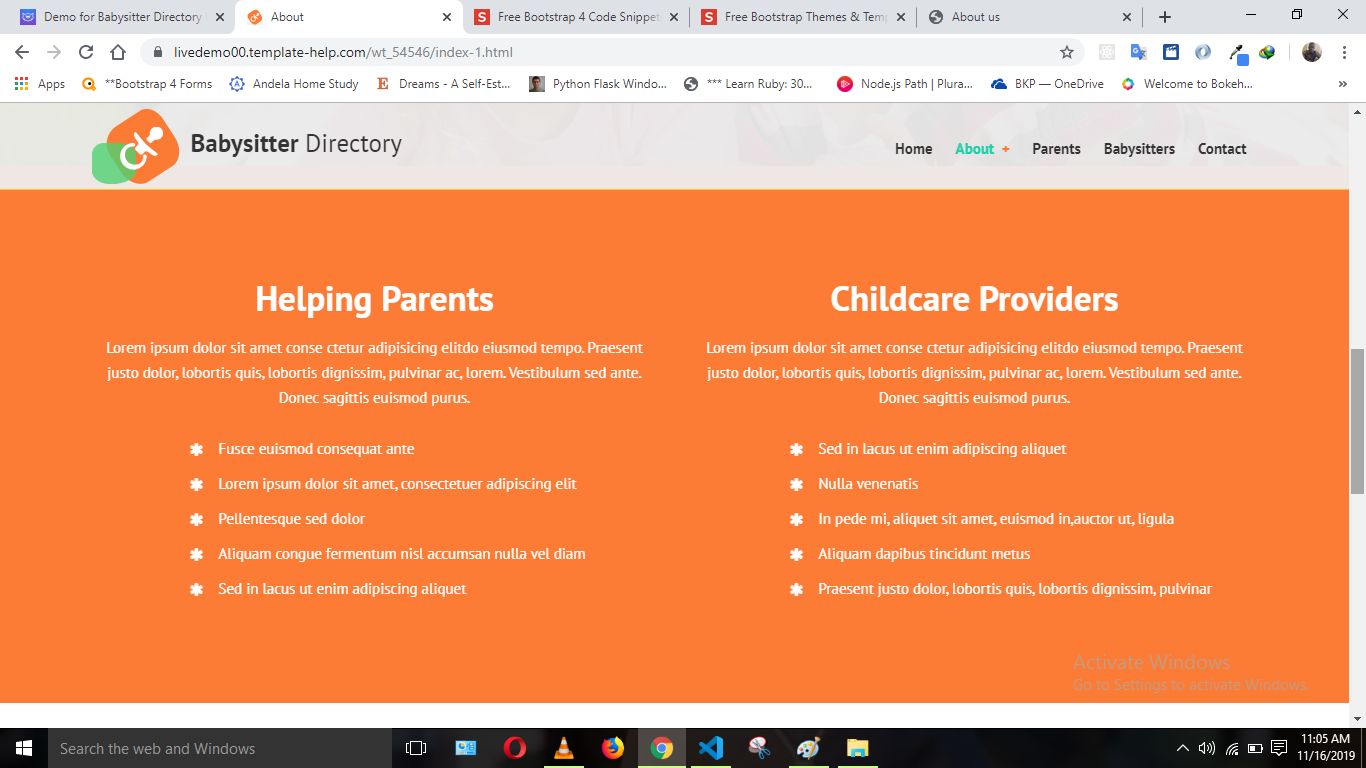 Demo for Babysitter Directory
About
Free Bootstrap 4 Code Snippet
Free Bootstrap Themes & Temp
About us
livedemo00.template-help.com/wt_54546/index-1.html
Apps
**Bootstrap 4 Forms
Andela Home Study
Dreams - A Self-Est...
Python Flask Windo...
*** Learn Ruby: 30...
Node.js Path | Plura...
BKP — OneDrive
Welcome to Bokeh...
Babysitter Directory
Home
About +
Parents
Babysitters
Contact
Helping Parents
Lorem ipsum dolor sit amet conse ctetur adipisicing elitdo eiusmod tempo. Praesent
justo dolor, lobortis quis, lobortis dignissim, pulvinar ac, lorem. Vestibulum sed ante.
Donec sagittis euismod purus.
Fusce euismod consequat ante
Lorem ipsum dolor sit amet, consectetuer adipiscing elit
Pellentesque sed dolor
Aliquam congue fermentum nisl accumsan nulla vel diam
Sed in lacus ut enim adipiscing aliquet
Childcare Providers
Lorem ipsum dolor sit amet conse ctetur adipisicing elitdo eiusmod tempo. Praesent
justo dolor, lobortis quis, lobortis dignissim, pulvinar ac, lorem. Vestibulum sed ante.
Donec sagittis euismod purus.
Sed in lacus ut enim adipiscing aliquet
Nulla venenatis
In pede mi, aliquet sit amet, euismod in,auctor ut, ligula
Aliquam dapibus tincidunt metus
Praesent justo dolor, lobortis quis, lobortis dignissim, pulvinar
Activate Windows
Go to Settings to activate Windows.
Search the web and Windows
11:05 AM
11/16/2019